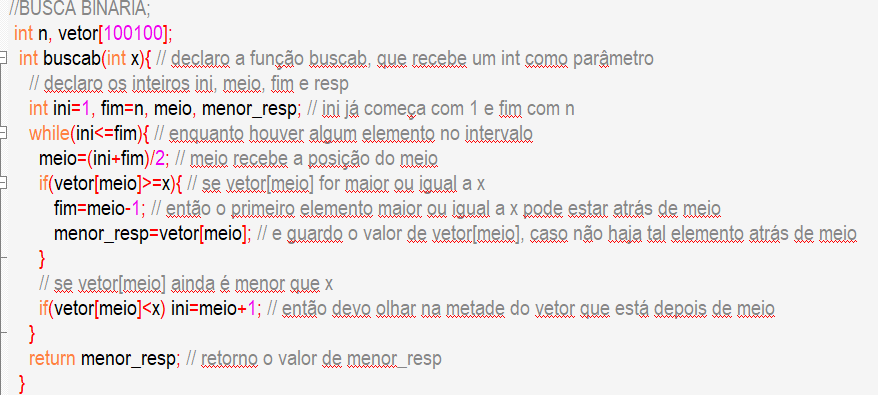 //BUSCA BINARIA;
int n, vetor[100100];
int buscab(int x){ // declaro a função buscab, que recebe um int como parâmetro
// declaro os inteiros ini, meio, fim e resp
int ini=1, fim=n, meio, menor_resp; // ini já começa com 1 e fim com n
while(ini<=fim){ // enquanto houver algum elemento no intervalo
meio=(ini+fim)/2; // meio recebe a posição do meio
if(vetor[meio]>=x){ // se vetor[meio] for maior ou igual a x
fim=meio-1; // então o primeiro elemento maior ou igual a x pode estar atrás de meio
menor_resp=vetor[meio]; // e guardo o valor de vetor[meio], caso não haja tal elemento atrás de meio
}
// se vetor[meio] ainda é menor que x
if(vetor[meio]<x) ini=meio+1; // então devo olhar na metade do vetor que está depois de meio
}
return menor_resp; // retorno o valor de menor_resp
}